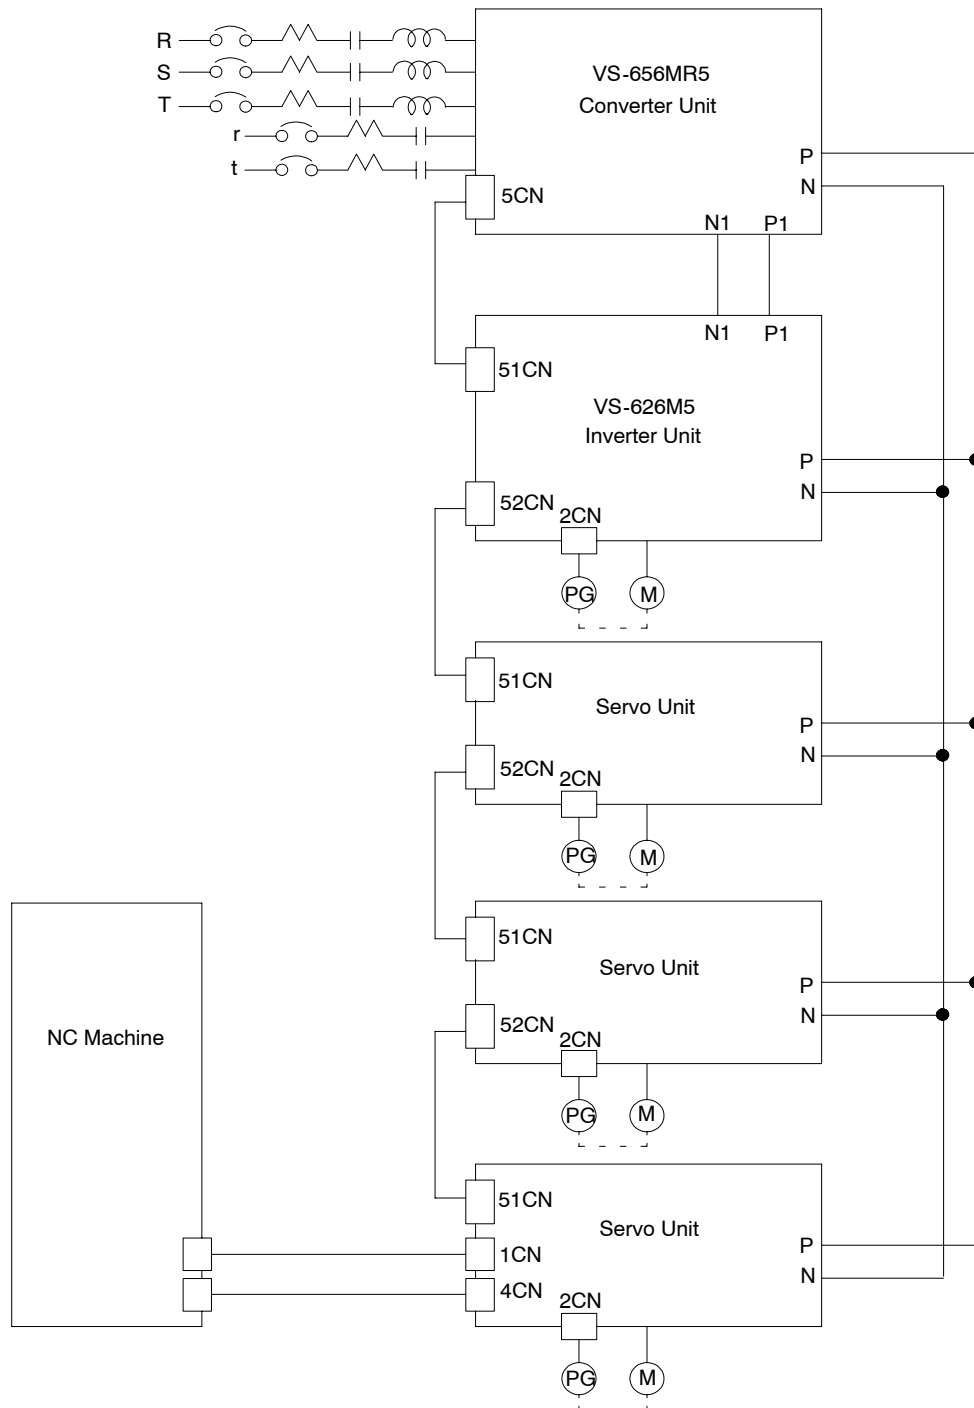 R
S
T
r
t
VS-656MR5
Converter Unit
P
N
5CN
N1 P1
N1 P1
51CN
VS-626M5
Inverter Unit
P
N
52CN
2CN
PG M
51CN
Servo Unit
P
N
52CN
2CN
PG M
51CN
Servo Unit
P
N
52CN
2CN
PG M
NC Machine
51CN
Servo Unit
P
N
1CN
4CN
2CN
PG M